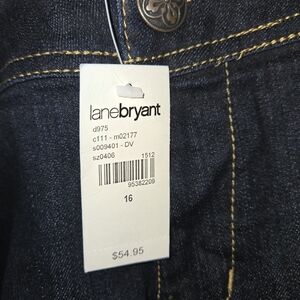 lanebryant
d975
c111 - m02177
s009401 - DV
sz0406 1512
95382209
16
$54.95